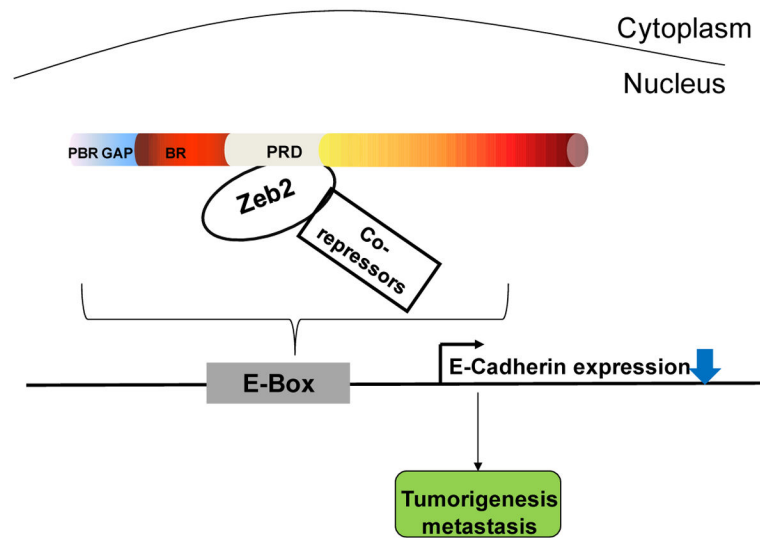 Cytoplasm
Nucleus
PBR GAP BR PRD
Zeb2
Co-
repressors
E-Cadherin expression
E-Box
Tumorigenesis
metastasis